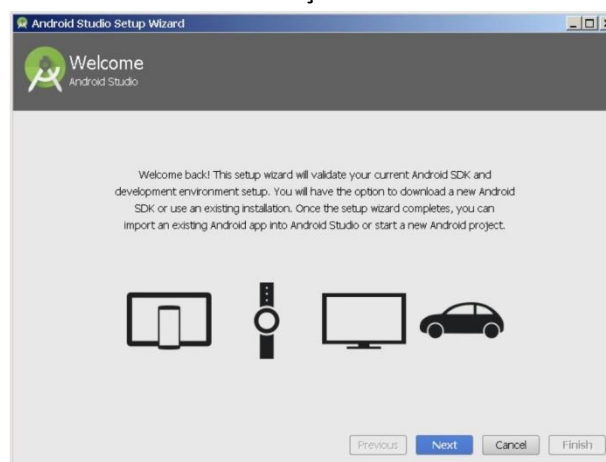 Android Studio Setup Wizard
Welcome
Android Studio
Welcome back! This setup wizard will validate your current Android SDK and
development environment setup. You will have the option to download a new Android
SDK or use an existing installation. Once the setup wizard completes, you can
import an existing Android app into Android Studio or start a new Android project.
Previous Next Cancel Finish